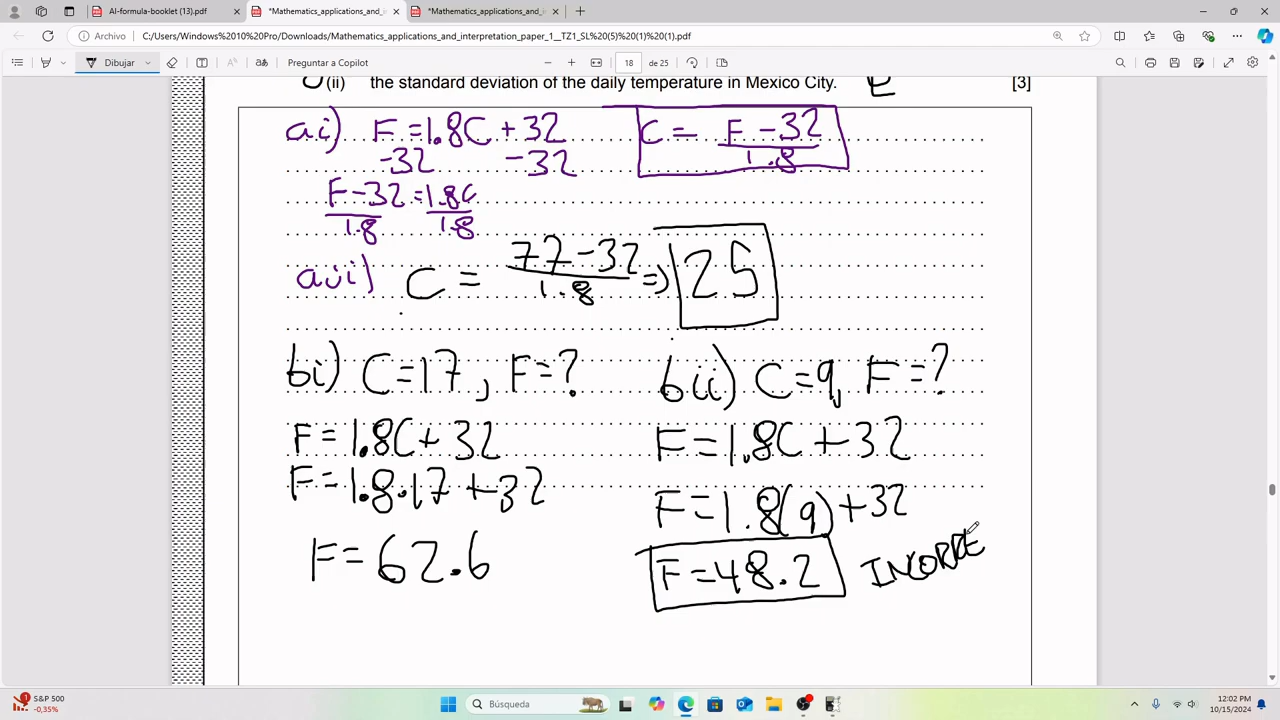 AI-formula-booklet (13).pdf
*Mathematics_applications_and_in
*Mathematics_applications_and_in
Archivo
C:/Users/Windows%2010%20Pro/Downloads/Mathematics_applications_and_interpretation_paper_1__TZ1_SL%20(5)%20(1)%20(1).pdf
Dibujar
Preguntar a Copilot
18 de 25
(ii) the standard deviation of the daily temperature in Mexico City. [3]
ai) F = 1.8C + 32
-32 -32
F - 32 = 1.8C
1.8 1.8
C = F - 32
1.8
aii) C = 77 - 32 => 25
1.8
bi) C = 17, F = ?
F = 1.8C + 32
F = 1.8·17 + 32
F = 62.6
bii) C = 9, F = ?
F = 1.8C + 32
F = 1.8(9) + 32
F = 48.2 INCORRE
S&P 500
-0,35%
Búsqueda
12:02 PM
10/15/2024